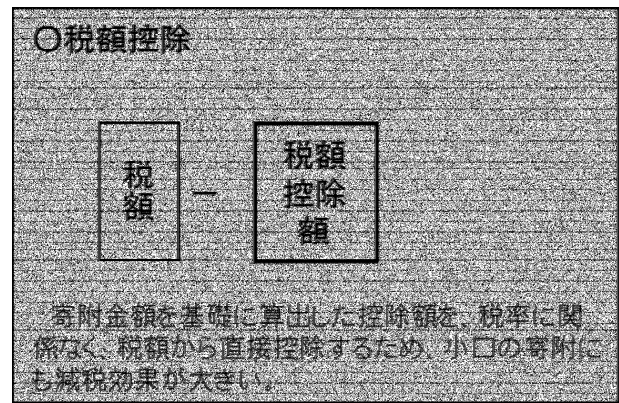 〇税額控除
税
額
－
税額
控除
額
寄附金額を基礎に算出した控除額を、税率に関
係なく、税額から直接控除するため、小口の寄附に
も減税効果が大きい。